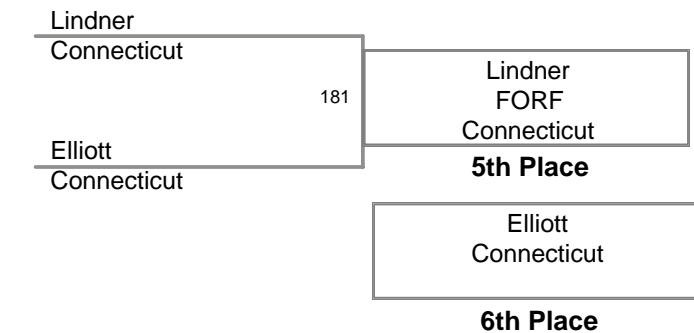 Lindner
Connecticut
181
Elliott
Connecticut
Lindner
FORF
Connecticut
5th Place
Elliott
Connecticut
6th Place